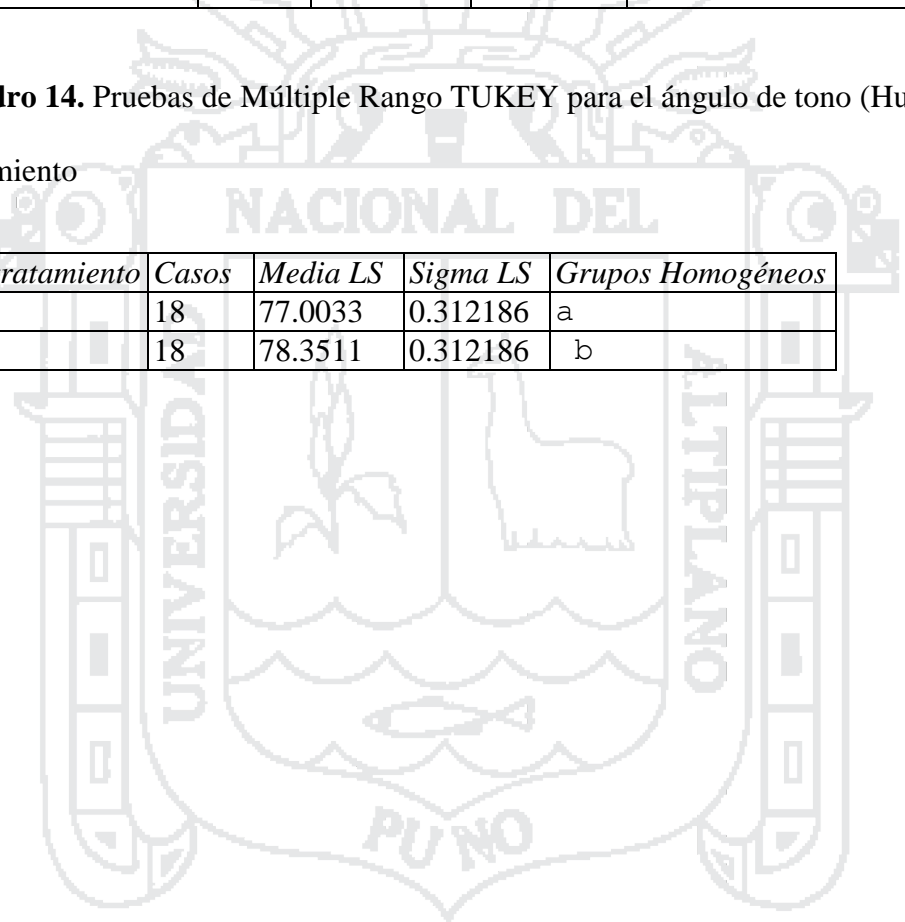 dro 14. Pruebas de Múltiple Rango TUKEY para el ángulo de tono (Hu
miento
NACIONAL DEL
ratamiento Casos Media LS Sigma LS Grupos Homogéneos
18 77.0033 0.312186 a
18 78.3511 0.312186 b
UNIVERSIDAD
ALTIPLANO
PUNO